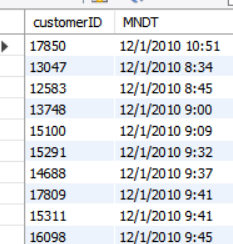 customerID MNDT
17850 12/1/2010 10:51
13047 12/1/2010 8:34
12583 12/1/2010 8:45
13748 12/1/2010 9:00
15100 12/1/2010 9:09
15291 12/1/2010 9:32
14688 12/1/2010 9:37
17809 12/1/2010 9:41
15311 12/1/2010 9:41
16098 12/1/2010 9:45